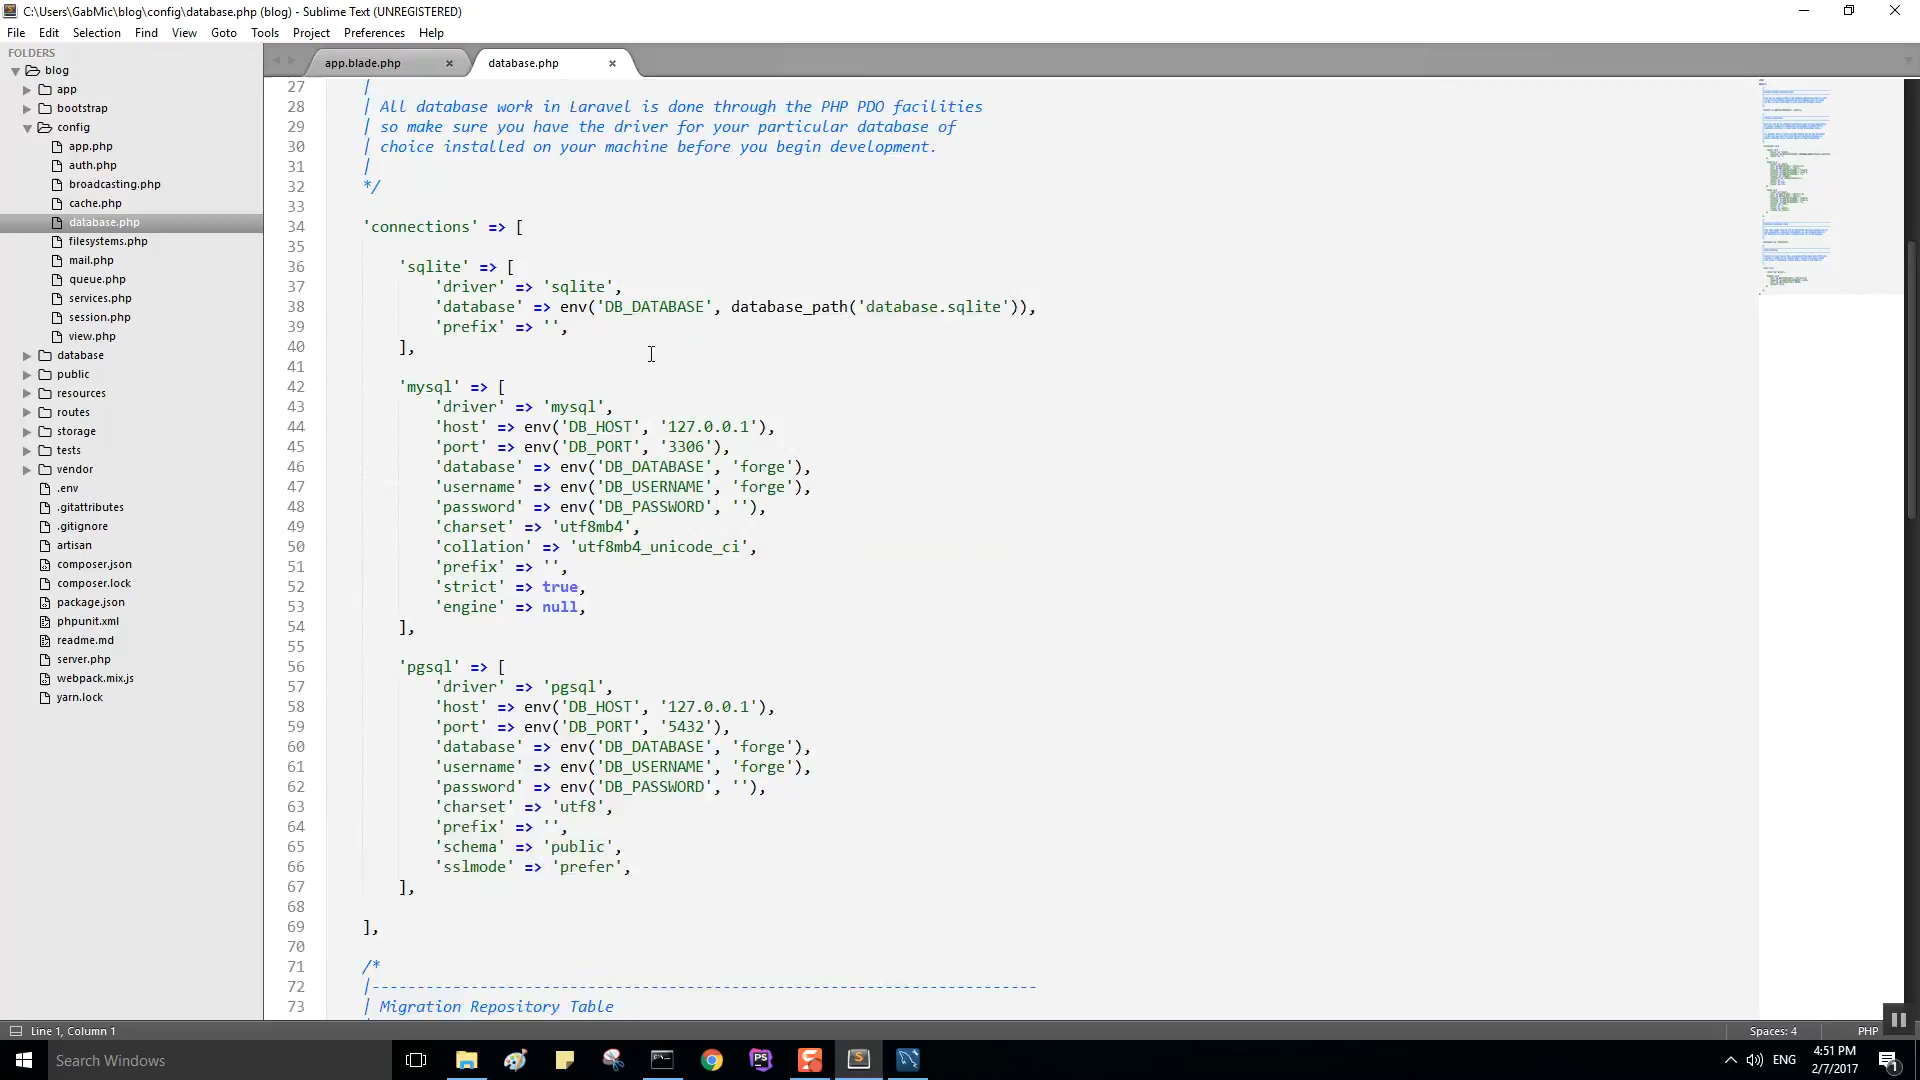 C:\Users\GabMic\blog\config\database.php (blog) - Sublime Text (UNREGISTERED)
File Edit Selection Find View Goto Tools Project Preferences Help
FOLDERS
blog
app
bootstrap
config
app.php
auth.php
broadcasting.php
cache.php
database.php
filesystems.php
mail.php
queue.php
services.php
session.php
view.php
database
public
resources
routes
storage
tests
vendor
.env
.gitattributes
.gitignore
artisan
composer.json
composer.lock
package.json
phpunit.xml
readme.md
server.php
webpack.mix.js
yarn.lock
app.blade.php × database.php ×
27 |
28 | All database work in Laravel is done through the PHP PDO facilities
29 | so make sure you have the driver for your particular database of
30 | choice installed on your machine before you begin development.
31 |
32 */
33
34 'connections' => [
35
36 'sqlite' => [
37 'driver' => 'sqlite',
38 'database' => env('DB_DATABASE', database_path('database.sqlite')),
39 'prefix' => '',
40 ],
41
42 'mysql' => [
43 'driver' => 'mysql',
44 'host' => env('DB_HOST', '127.0.0.1'),
45 'port' => env('DB_PORT', '3306'),
46 'database' => env('DB_DATABASE', 'forge'),
47 'username' => env('DB_USERNAME', 'forge'),
48 'password' => env('DB_PASSWORD', ''),
49 'charset' => 'utf8mb4',
50 'collation' => 'utf8mb4_unicode_ci',
51 'prefix' => '',
52 'strict' => true,
53 'engine' => null,
54 ],
55
56 'pgsql' => [
57 'driver' => 'pgsql',
58 'host' => env('DB_HOST', '127.0.0.1'),
59 'port' => env('DB_PORT', '5432'),
60 'database' => env('DB_DATABASE', 'forge'),
61 'username' => env('DB_USERNAME', 'forge'),
62 'password' => env('DB_PASSWORD', ''),
63 'charset' => 'utf8',
64 'prefix' => '',
65 'schema' => 'public',
66 'sslmode' => 'prefer',
67 ],
68
69 ],
70
71 /*
72 |--------------------------------------------------------------------------
73 | Migration Repository Table
Line 1, Column 1 Spaces: 4 PHP
Search Windows
PS
S
ENG
4:51 PM
2/7/2017
1